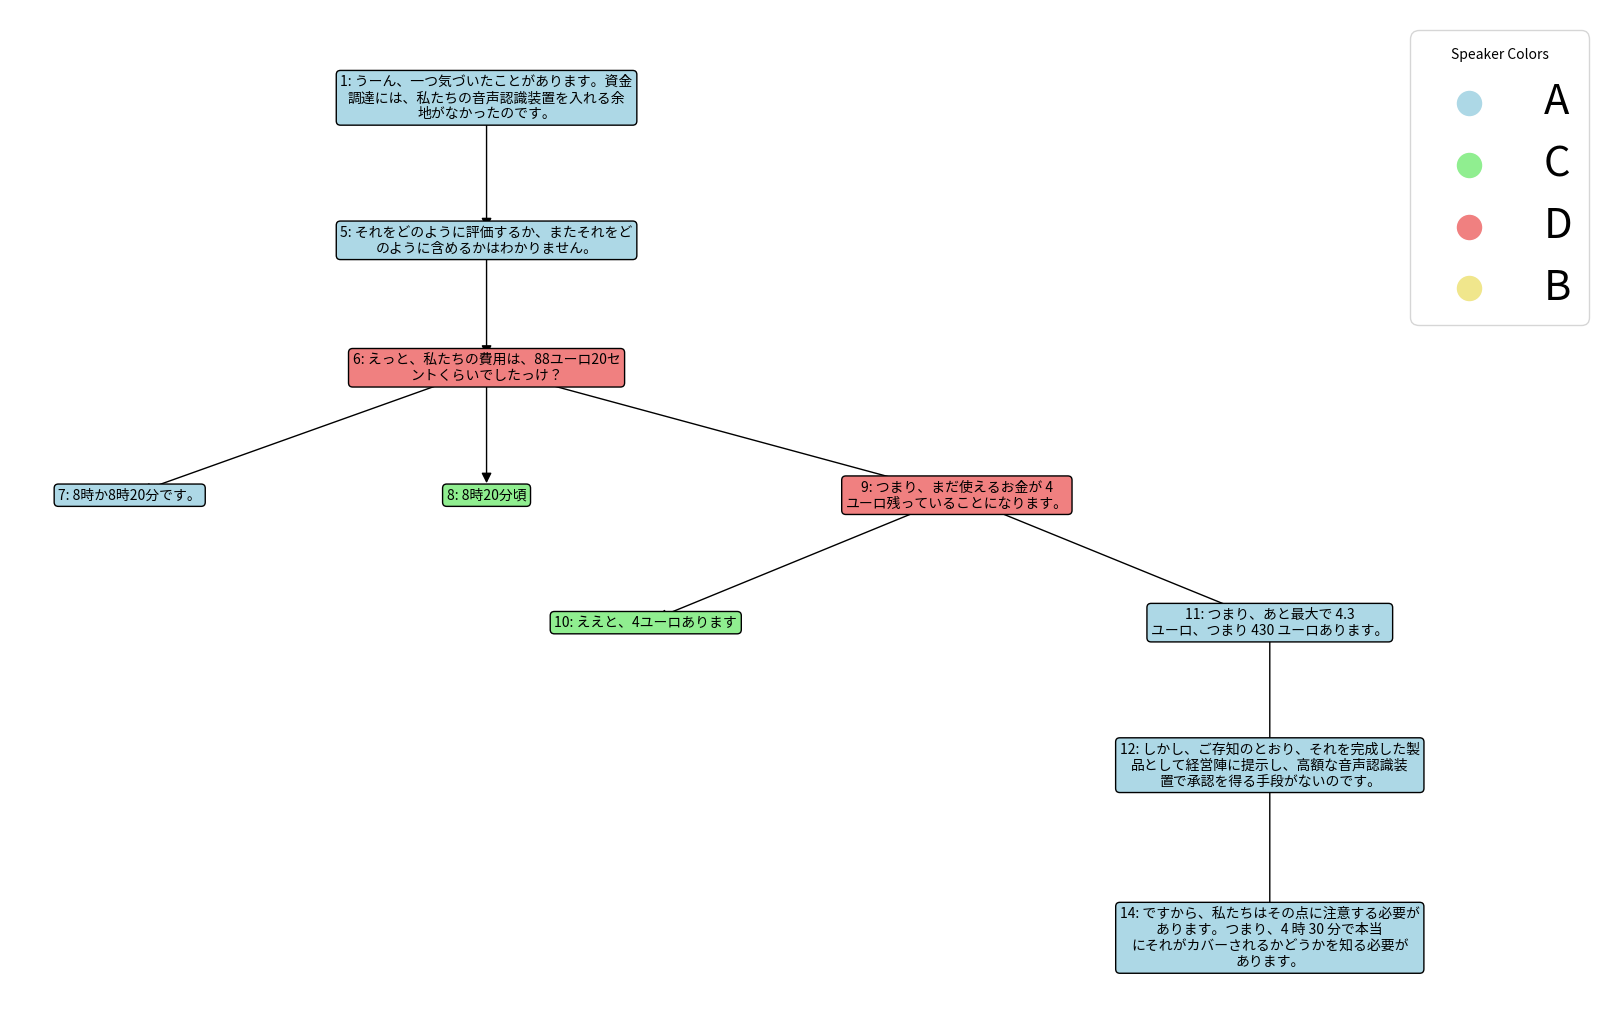 1: うーん、一つ気づいたことがあります。資金
調達には、私たちの音声認識装置を入れる余
地がなかったのです。
5: それをどのように評価するか、またそれをど
のように含めるかはわかりません。
6: えっと、私たちの費用は、88ユーロ20セ
ントくらいでしたっけ？
7: 8時か8時20分です。
8: 8時20分頃
9: つまり、まだ使えるお金が 4
ユーロ残っていることになります。
10: ええと、4ユーロあります
11: つまり、あと最大で 4.3
ユーロ、つまり 430 ユーロあります。
12: しかし、ご存知のとおり、それを完成した製
品として経営陣に提示し、高額な音声認識装
置で承認を得る手段がないのです。
14: ですから、私たちはその点に注意する必要が
あります。つまり、4 時 30 分で本当
にそれがカバーされるかどうかを知る必要が
あります。
Speaker Colors
A
C
D
B